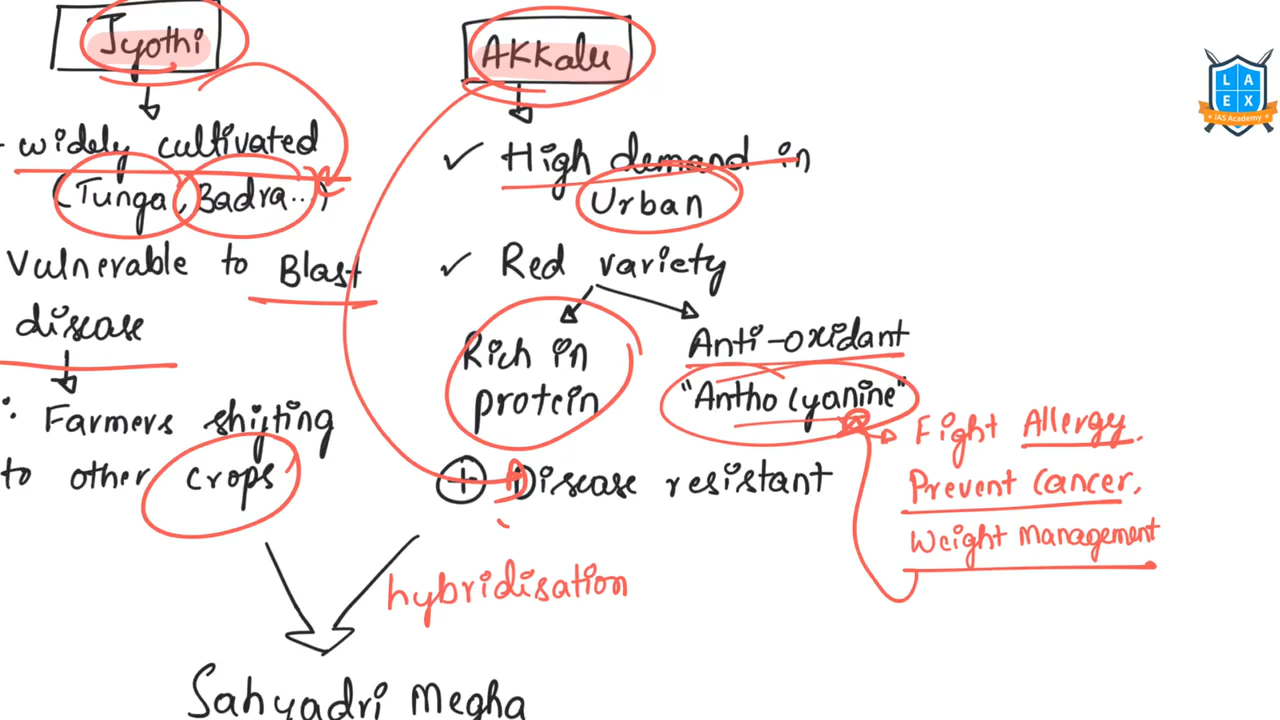 Jyothi
- widely cultivated
(Tunga, Badra...)
Vulnerable to Blast
disease
∴ Farmers shifting
to other crops
AKKalu
✓ High demand in
Urban
✓ Red variety
Rich in
protein
Anti-oxidant
"Antho cyanine"
Fight Allergy,
Prevent Cancer,
Weight management
+ Disease resistant
hybridisation
Sahyadri Megha
L A
E X
IAS Academy